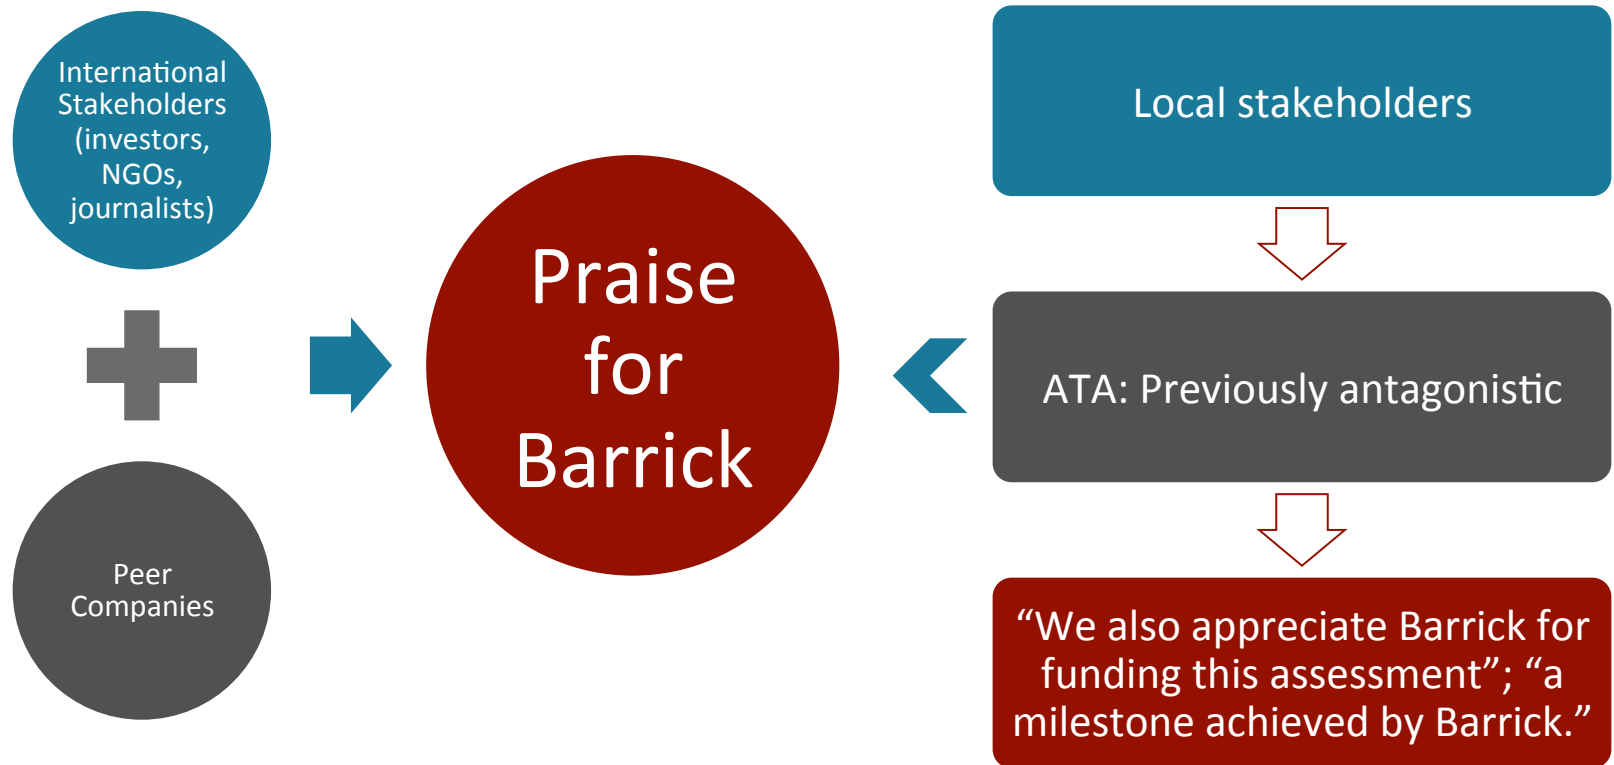 International
Stakeholders
(investors,
NGOs,
journalists)
Peer
Companies
Praise
for
Barrick
Local stakeholders
ATA: Previously antagonistic
“We also appreciate Barrick for
funding this assessment”; “a
milestone achieved by Barrick.”